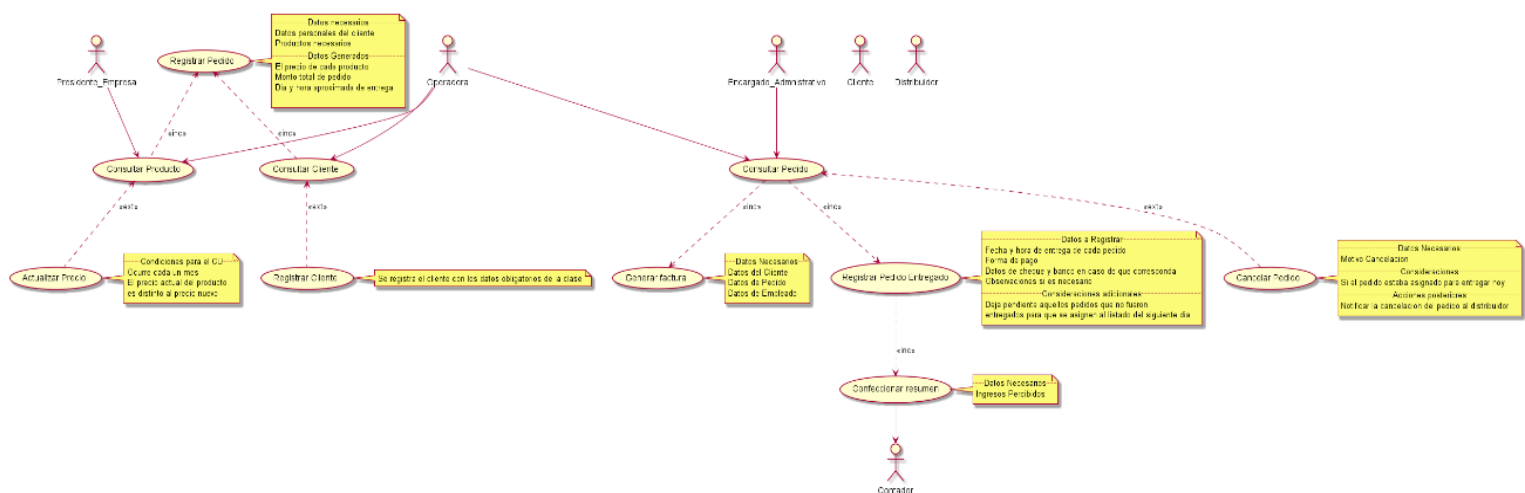 Presidente_Empresa
Registrar Pedido
Datos necesarios
Datos personales del cliente
Productos necesarios
Datos Generados
El precio de cada producto
Monto total de pedido
Dia y hora aproximada de entrega
Operadora
Encargado_Administrativo
Cliente
Distribuidor
«inc»
«inc»
Consultar Producto
Consultar Cliente
Consultar Pedido
«ext»
«ext»
«inc»
«inc»
«ext»
Actualizar Precio
Condiciones para el CU
Ocurre cada un mes
El precio actual del producto
es distinto al precio nuevo
Registrar Cliente
Se registra el cliente con los datos obligatorios de la clase
Generar factura
Datos Necesarios
Datos del Cliente
Datos de Pedido
Datos de Empleado
Registrar Pedido Entregado
Datos a Registrar
Fecha y hora de entrega de cada pedido
Forma de pago
Datos de cheque y banco en caso de que corresponda
Observaciones si es necesario
Consideraciones adicionales
Deja pendiente aquellos pedidos que no fueron
entregados para que se asignen al listado del siguiente dia
Cancelar Pedido
Datos Necesarios
Motivo Cancelacion
Consideraciones
Si el pedido estaba asignado para entregar hoy
Acciones posteriores
Notificar la cancelacion del pedido al distribuidor
«inc»
Confeccionar resumen
Datos Necesarios
Ingresos Percibidos
Contador